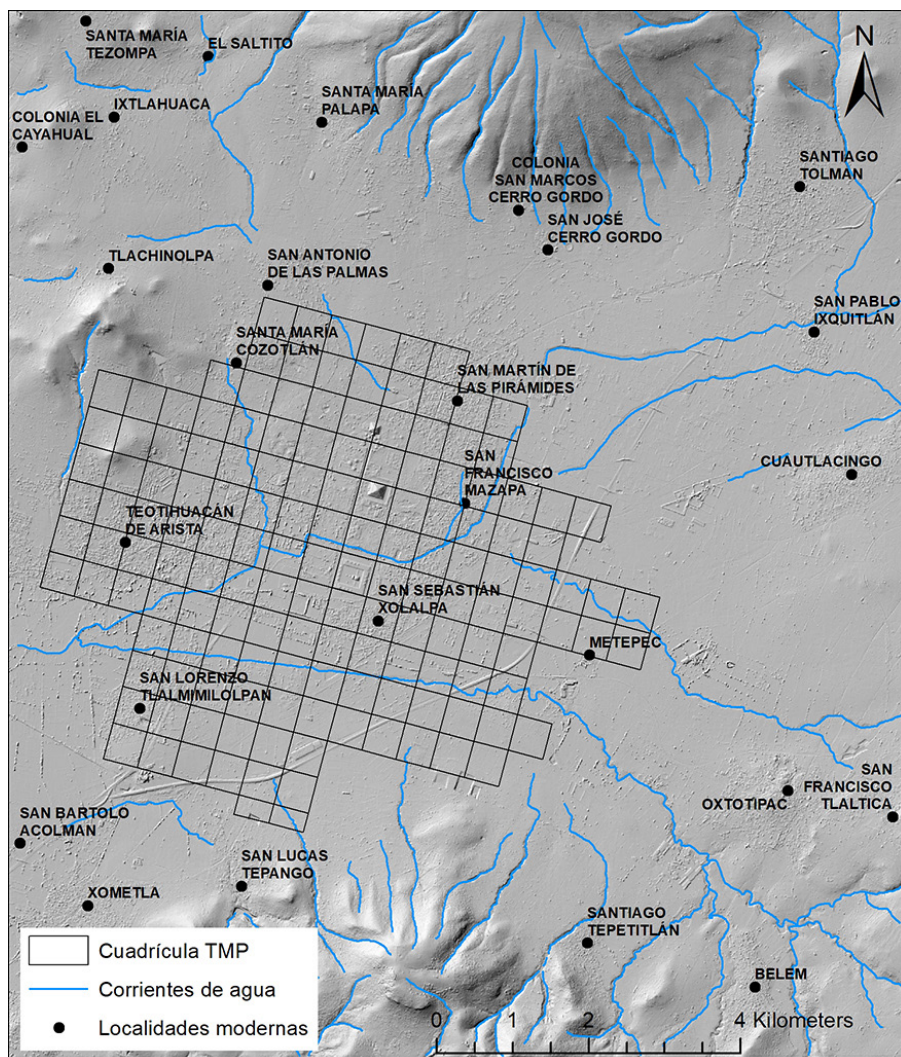 SANTA MARÍA
TEZOMPA
EL SALTITO
N
IXTLAHUACA
SANTA MARÍA
PALAPA
COLONIA EL
CAYAHUAL
COLONIA
SAN MARCOS
CERRO GORDO
SANTIAGO
TOLMAN
SAN JOSÉ
CERRO GORDO
TLACHINOLPA
SAN ANTONIO
DE LAS PALMAS
SAN PABLO
IXQUITLÁN
SANTA MARÍA
COZOTLÁN
SAN MARTÍN DE
LAS PIRÁMIDES
SAN
FRANCISCO
MAZAPA
CUAUTLACINGO
TEOTIHUACÁN
DE ARISTA
SAN SEBASTIÁN
XOLALPA
METEPEC
SAN LORENZO
TLALMIMILOLPAN
SAN
FRANCISCO
TLALTICA
OXTOTIPAC
SAN BARTOLO
ACOLMAN
SAN LUCAS
TEPANGO
XOMETLA
SANTIAGO
TEPETITLÁN
BELEM
Cuadrícula TMP
Corrientes de agua
Localidades modernas
0 1 2 4 Kilometers